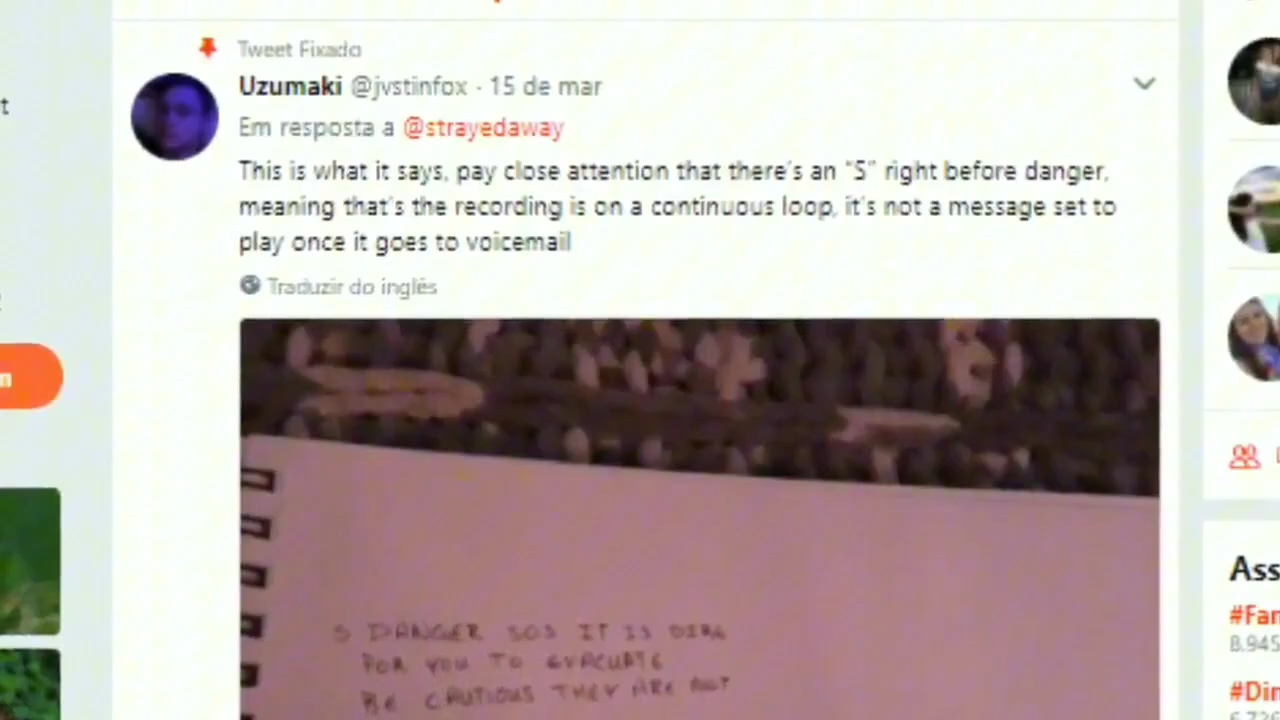 Tweet Fixado
Uzumaki @jvstinfox · 15 de mar
Em resposta a @strayedaway
This is what it says, pay close attention that there's an "S" right before danger,
meaning that's the recording is on a continuous loop, it's not a message set to
play once it goes to voicemail
Traduzir do inglês
S DANGER SOS IT IS DIRE
FOR YOU TO EVACUATE
BE CAUTIOUS THEY ARE NOT
Ass
#Fan
8.945
#Din